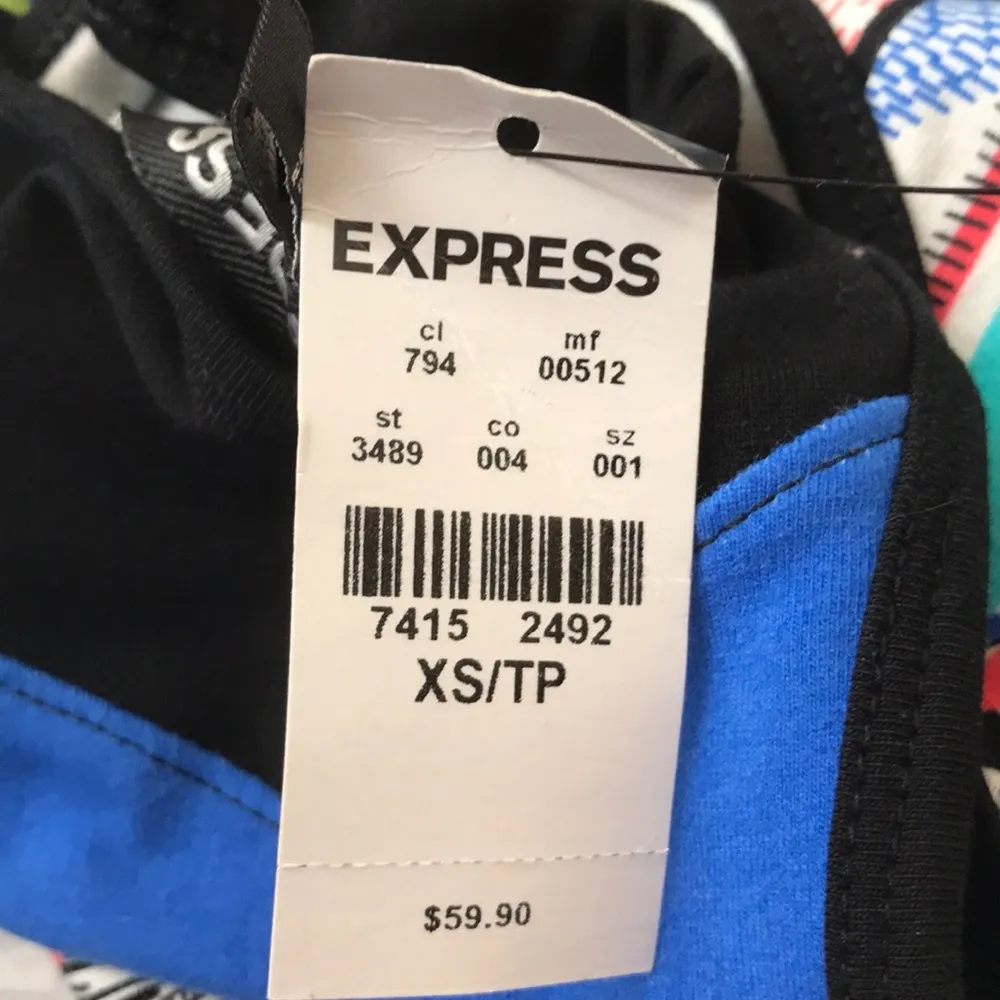 EXPRESS
cl mf
794 00512
st co sz
3489 004 001
7415 2492
XS/TP
$59.90